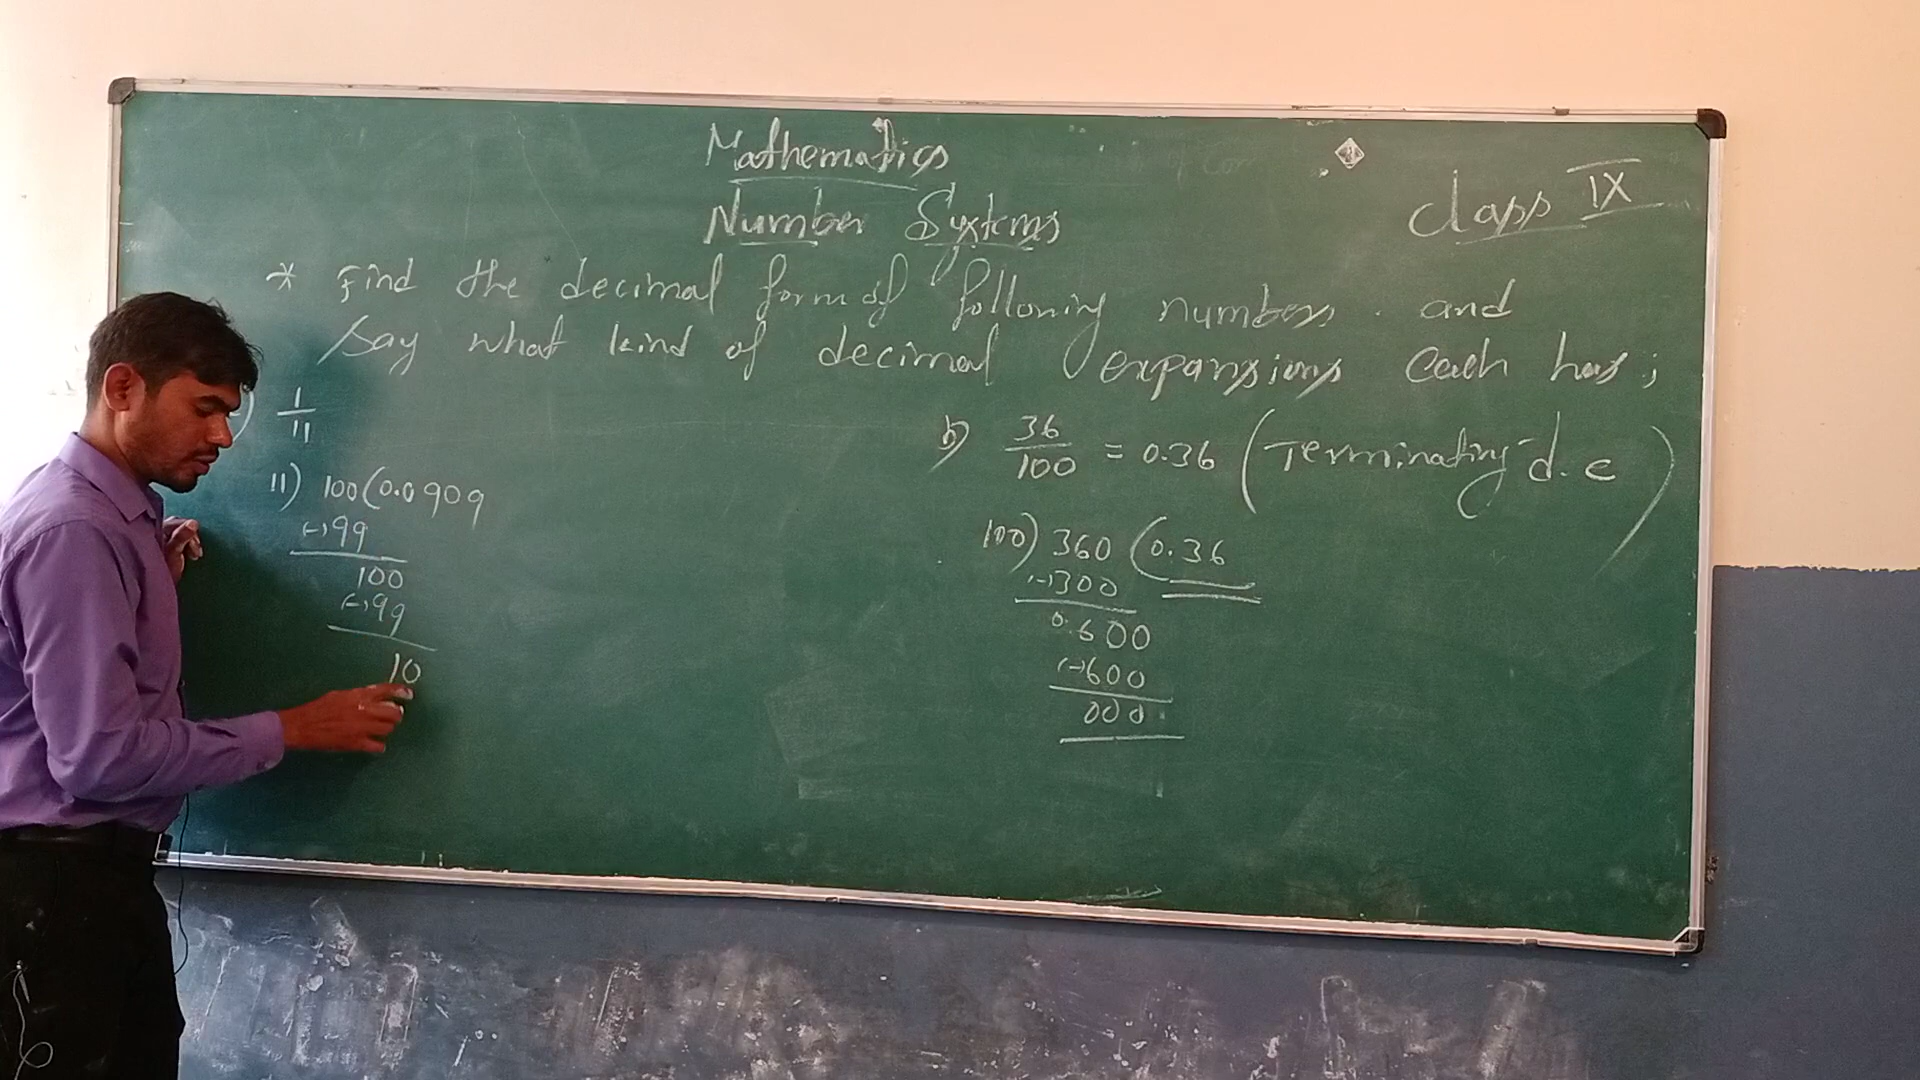 Mathematics
Number Systems
Class IX
* Find the decimal form of following numbers. and
Say what kind of decimal expansions each has;
) 1/11
11) 100(0.0909
(-)99
100
(-)99
10
b) 36/100 = 0.36 (Terminating d.e)
100) 360 (0.36
(-)300
0.600
(-)600
000